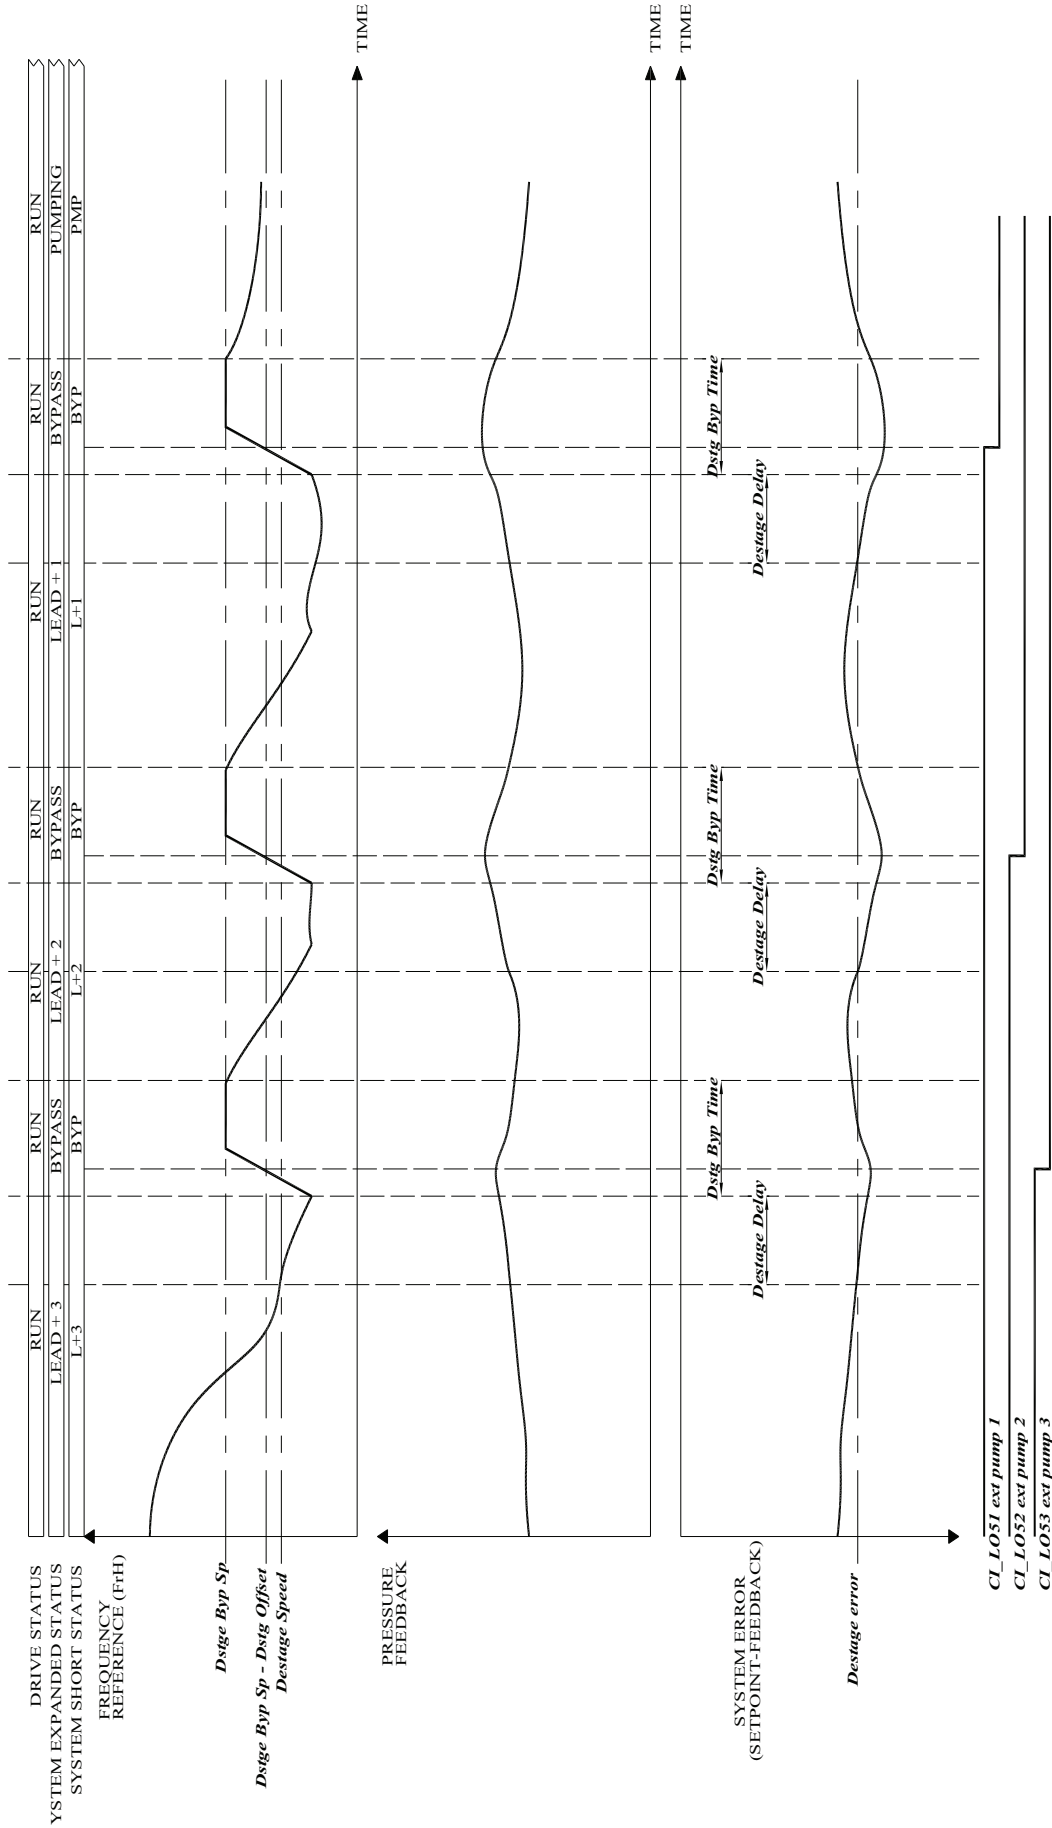 DRIVE STATUS
RUN
RUN
RUN
RUN
RUN
RUN
RUN
YSTEM EXPANDED STATUS
LEAD + 3
BYPASS
LEAD + 2
BYPASS
LEAD + 1
BYPASS
PUMPING
SYSTEM SHORT STATUS
L+3
BYP
L+2
BYP
L+1
BYP
PMP
FREQUENCY
REFERENCE (FrH)
Dstge Byp Sp
Dstge Byp Sp - Dstg Offset
Destage Speed
TIME
PRESSURE
FEEDBACK
TIME
TIME
Dstg Byp Time
Dstg Byp Time
Dstg Byp Time
SYSTEM ERROR
(SETPOINT-FEEDBACK)
Destage Delay
Destage Delay
Destage Delay
Destage error
CI_LO51 ext pump 1
CI_LO52 ext pump 2
CI_LO53 ext pump 3